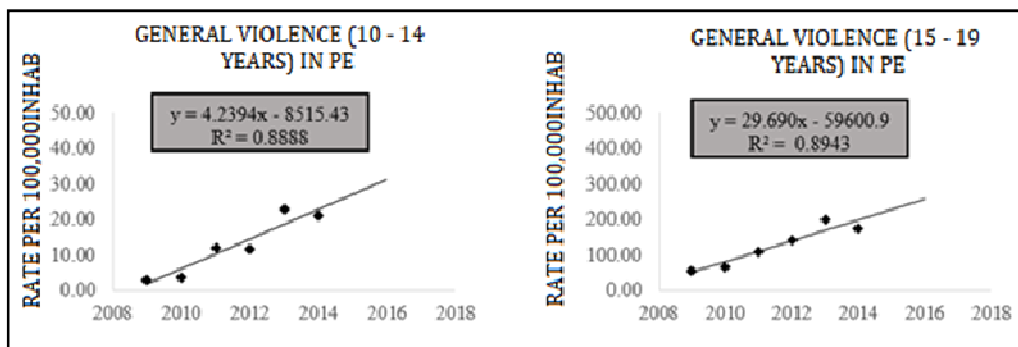 GENERAL VIOLENCE (10 - 14
YEARS) IN PE
RATE PER 100,000INHAB
50.00
40.00
30.00
20.00
10.00
0.00
y = 4.2394x - 8515.43
R² = 0.8888
2008 2010 2012 2014 2016 2018
GENERAL VIOLENCE (15 - 19
YEARS) IN PE
RATE PER 100,000INHAB
500.00
400.00
300.00
200.00
100.00
0.00
y = 29.690x - 59600.9
R² = 0.8943
2008 2010 2012 2014 2016 2018